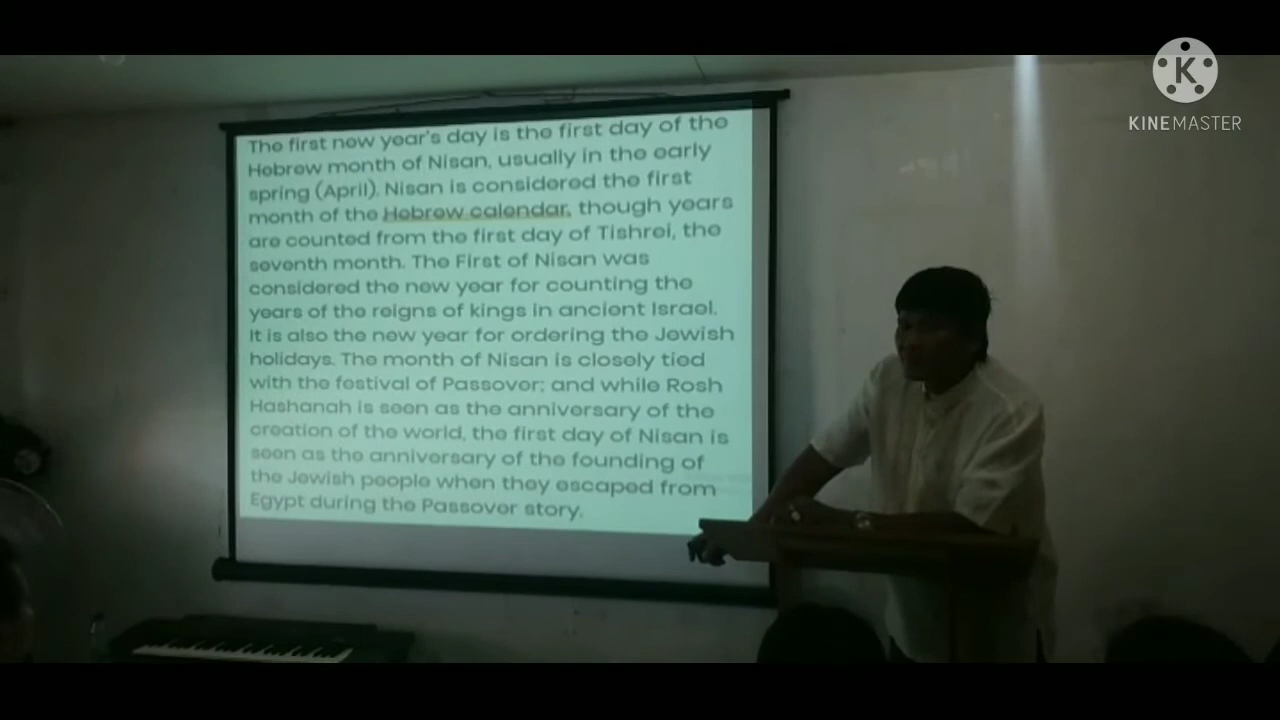 The first new year's day is the first day of the
Hebrew month of Nisan, usually in the early
spring (April). Nisan is considered the first
month of the Hebrew calendar, though years
are counted from the first day of Tishrei, the
seventh month. The First of Nisan was
considered the new year for counting the
years of the reigns of kings in ancient Israel.
It is also the new year for ordering the Jewish
holidays. The month of Nisan is closely tied
with the festival of Passover; and while Rosh
Hashanah is seen as the anniversary of the
creation of the world, the first day of Nisan is
seen as the anniversary of the founding of
the Jewish people when they escaped from
Egypt during the Passover story.
K
KINEMASTER